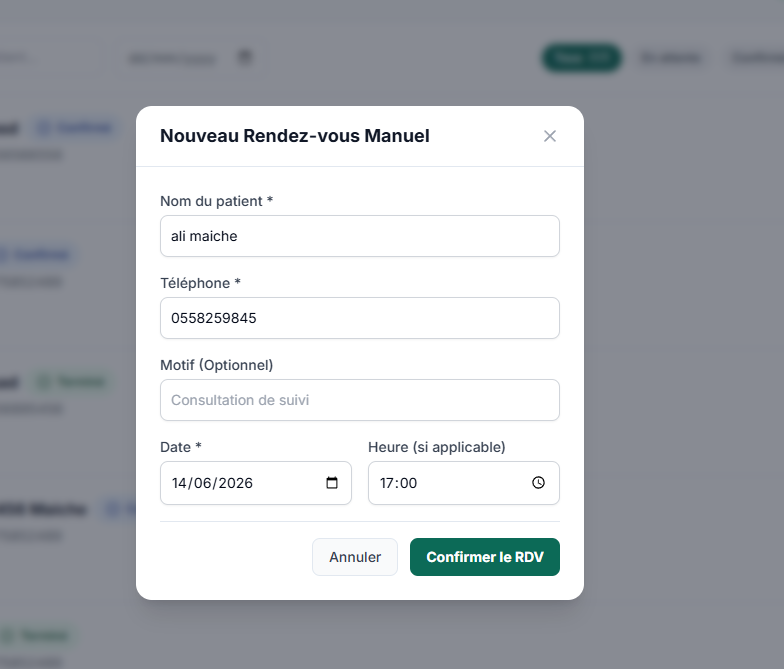 Nouveau Rendez-vous Manuel
Nom du patient *
ali maiche
Téléphone *
0558259845
Motif (Optionnel)
Consultation de suivi
Date *
Heure (si applicable)
14/06/2026
17:00
Annuler
Confirmer le RDV